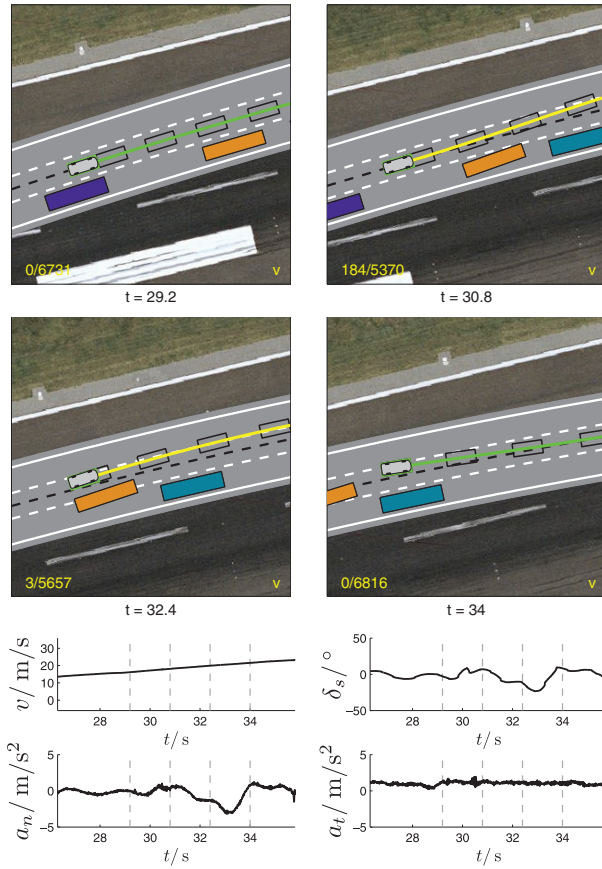 0/6731 v
184/5370 v
t = 29.2
t = 30.8
3/5657 v
0/6816 v
t = 32.4
t = 34
v/ m/s
30
20
10
0
28 30 32 34
t/ s
δs/ °
50
0
−50
28 30 32 34
t/ s
an/ m/s²
5
0
−5
28 30 32 34
t/ s
at/ m/s²
5
0
−5
28 30 32 34
t/ s